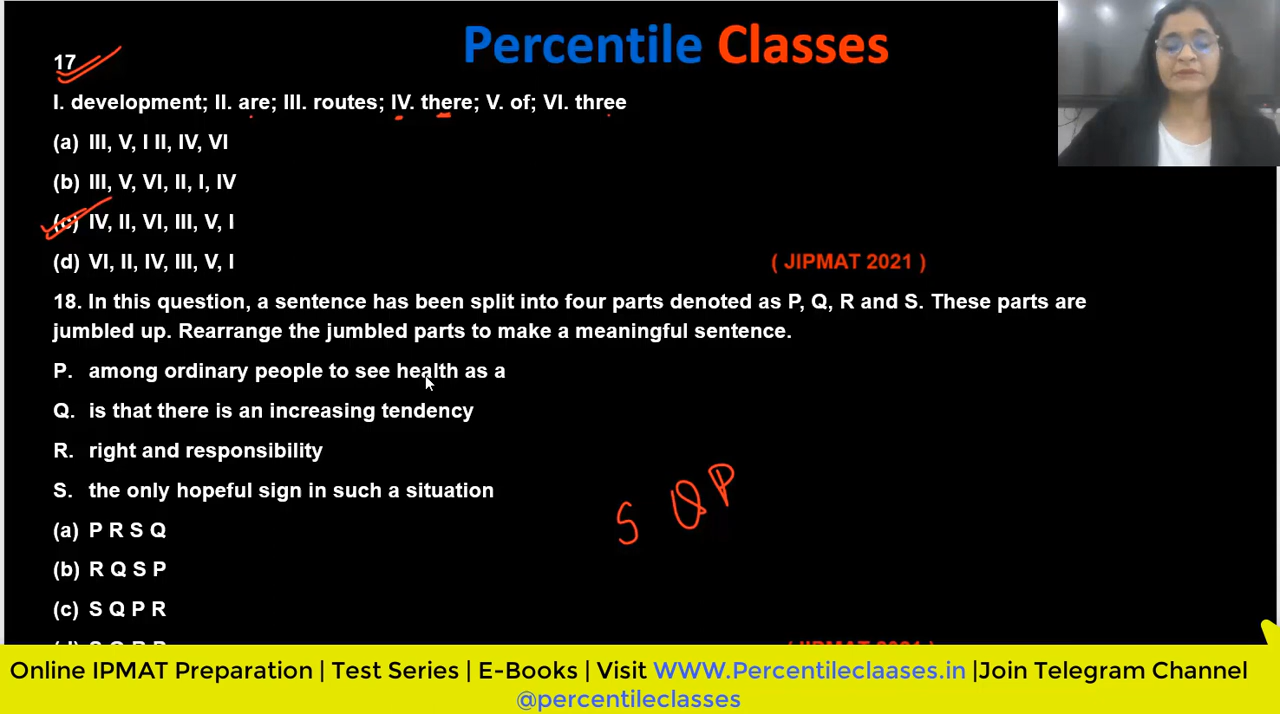 Percentile Classes
17
I. development; II. are; III. routes; IV. there; V. of; VI. three
(a) III, V, I II, IV, VI
(b) III, V, VI, II, I, IV
(c) IV, II, VI, III, V, I
(d) VI, II, IV, III, V, I
( JIPMAT 2021 )
18. In this question, a sentence has been split into four parts denoted as P, Q, R and S. These parts are
jumbled up. Rearrange the jumbled parts to make a meaningful sentence.
P. among ordinary people to see health as a
Q. is that there is an increasing tendency
R. right and responsibility
S. the only hopeful sign in such a situation
S Q P
(a) P R S Q
(b) R Q S P
(c) S Q P R
Online IPMAT Preparation | Test Series | E-Books | Visit WWW.Percentileclaases.in |Join Telegram Channel
@percentileclasses